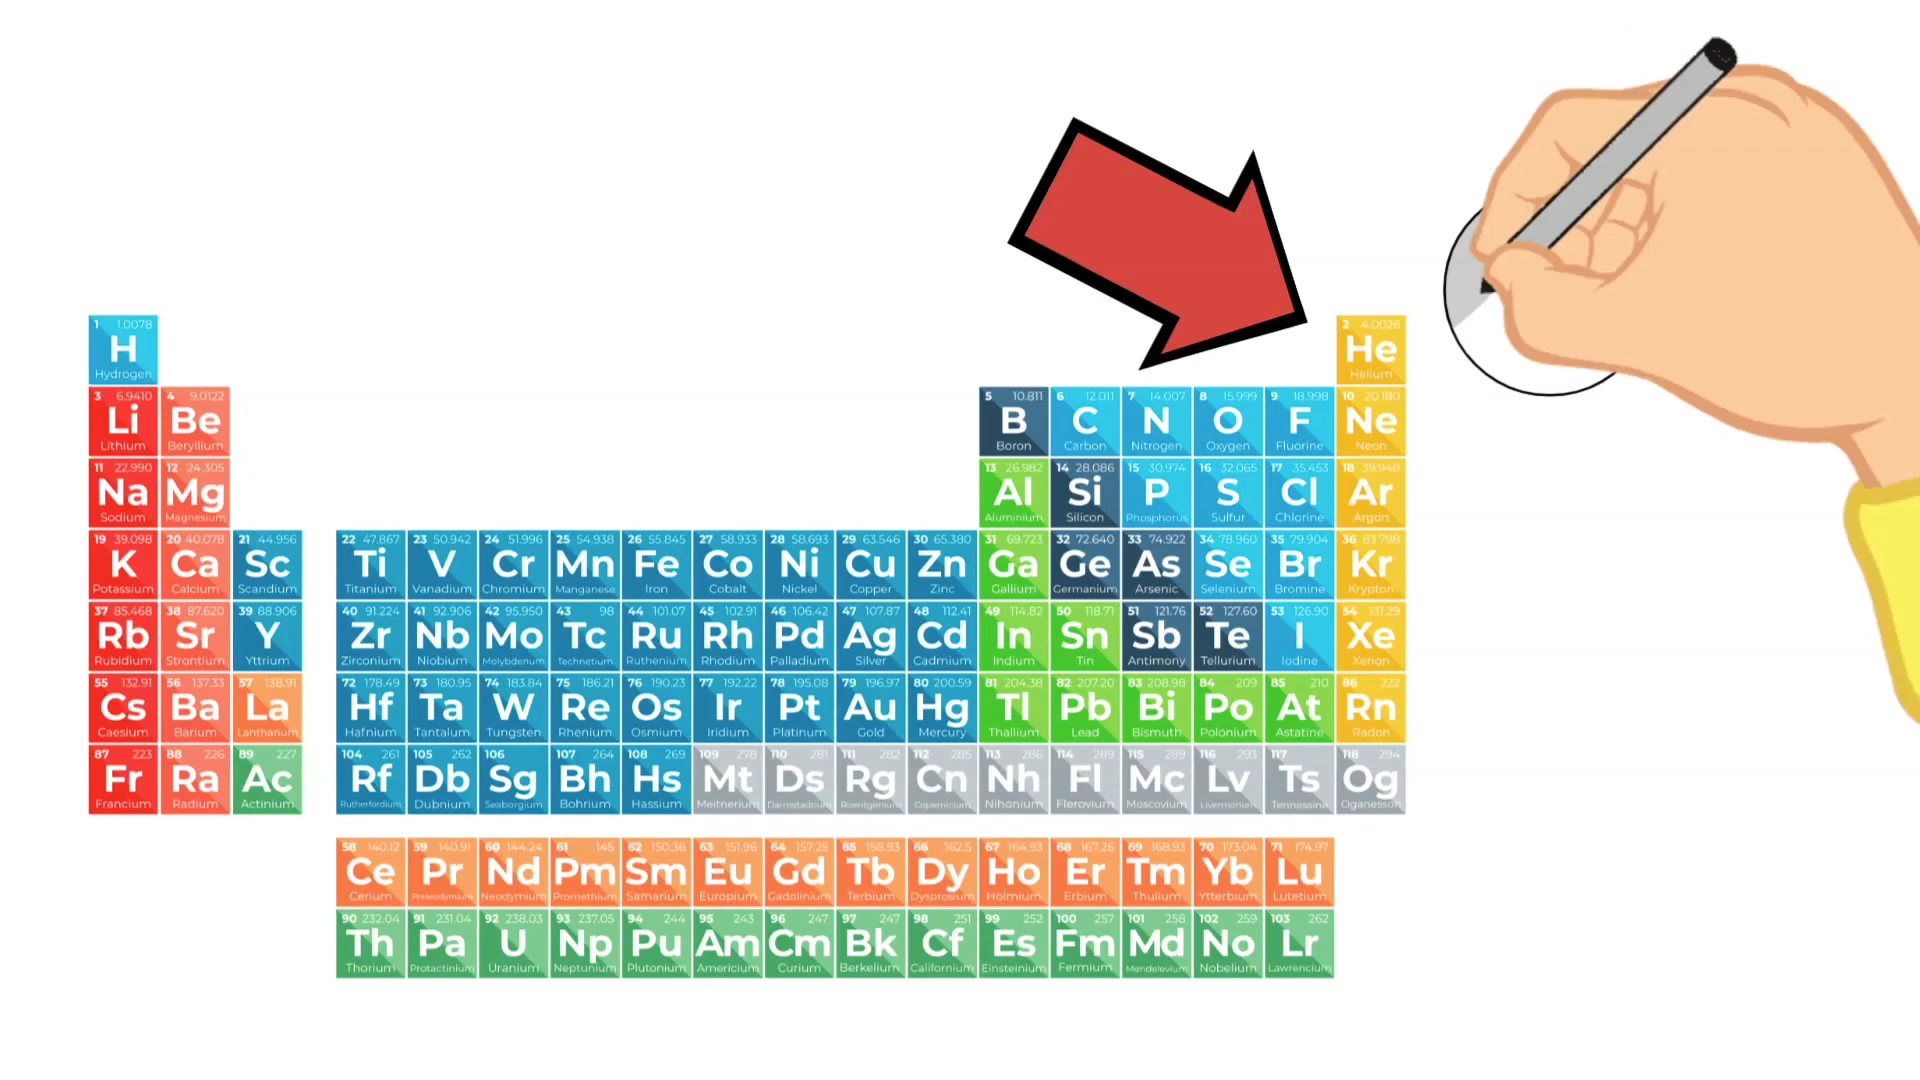 1 1.0078 2 4.0026
H He
Hydrogen Helium
3 6.9410 4 9.0122 5 10.811 6 12.011 7 14.007 8 15.999 9 18.998 10 20.180
Li Be B C N O F Ne
Lithium Beryllium Boron Carbon Nitrogen Oxygen Fluorine Neon
11 22.990 12 24.305 13 26.982 14 28.086 15 30.974 16 32.065 17 35.453 18 39.948
Na Mg Al Si P S Cl Ar
Sodium Magnesium Aluminium Silicon Phosphorus Sulfur Chlorine Argon
19 39.098 20 40.078 21 44.956 22 47.867 23 50.942 24 51.996 25 54.938 26 55.845 27 58.933 28 58.693 29 63.546 30 65.380 31 69.723 32 72.640 33 74.922 34 78.960 35 79.904 36 83.798
K Ca Sc Ti V Cr Mn Fe Co Ni Cu Zn Ga Ge As Se Br Kr
Potassium Calcium Scandium Titanium Vanadium Chromium Manganese Iron Cobalt Nickel Copper Zinc Gallium Germanium Arsenic Selenium Bromine Krypton
37 85.468 38 87.620 39 88.906 40 91.224 41 92.906 42 95.950 43 98 44 101.07 45 102.91 46 106.42 47 107.87 48 112.41 49 114.82 50 118.71 51 121.76 52 127.60 53 126.90 54 131.29
Rb Sr Y Zr Nb Mo Tc Ru Rh Pd Ag Cd In Sn Sb Te I Xe
Rubidium Strontium Yttrium Zirconium Niobium Molybdenum Technetium Ruthenium Rhodium Palladium Silver Cadmium Indium Tin Antimony Tellurium Iodine Xenon
55 132.91 56 137.33 57 138.91 72 178.49 73 180.95 74 183.84 75 186.21 76 190.23 77 192.22 78 195.08 79 196.97 80 200.59 81 204.38 82 207.20 83 208.98 84 209 85 210 86 222
Cs Ba La Hf Ta W Re Os Ir Pt Au Hg Tl Pb Bi Po At Rn
Caesium Barium Lanthanum Hafnium Tantalum Tungsten Rhenium Osmium Iridium Platinum Gold Mercury Thallium Lead Bismuth Polonium Astatine Radon
87 223 88 226 89 227 104 261 105 262 106 107 264 108 269 109 278 110 281 111 282 112 285 113 286 114 289 115 289 116 293 117 118 294
Fr Ra Ac Rf Db Sg Bh Hs Mt Ds Rg Cn Nh Fl Mc Lv Ts Og
Francium Radium Actinium Rutherfordium Dubnium Seaborgium Bohrium Hassium Meitnerium Darmstadtium Roentgenium Copernicium Nihonium Flerovium Moscovium Livermorium Tennessine Oganesson
58 140.12 59 140.91 60 144.24 61 145 62 150.36 63 151.96 64 157.25 65 158.93 66 162.5 67 164.93 68 167.26 69 168.93 70 173.04 71 174.97
Ce Pr Nd Pm Sm Eu Gd Tb Dy Ho Er Tm Yb Lu
Cerium Praseodymium Neodymium Promethium Samarium Europium Gadolinium Terbium Dysprosium Holmium Erbium Thulium Ytterbium Lutetium
90 232.04 91 231.04 92 238.03 93 237.05 94 244 95 243 96 247 97 247 98 251 99 252 100 257 101 258 102 259 103 262
Th Pa U Np Pu Am Cm Bk Cf Es Fm Md No Lr
Thorium Protactinium Uranium Neptunium Plutonium Americium Curium Berkelium Californium Einsteinium Fermium Mendelevium Nobelium Lawrencium